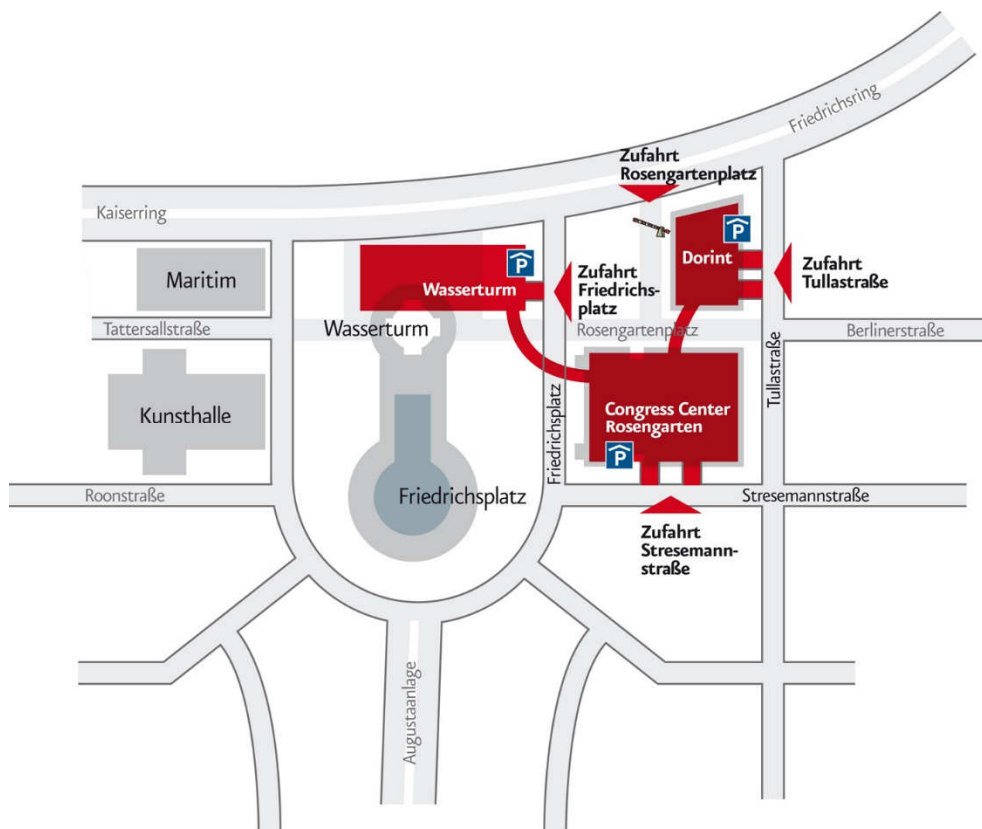 Friedrichsring
Zufahrt
Rosengartenplatz
Kaiserring
P
Maritim
P
Dorint
Zufahrt
Tullastraße
Wasserturm
Zufahrt
Friedrichs-
platz
Tattersallstraße
Wasserturm
Rosengartenplatz
Berlinerstraße
Tullastraße
Kunsthalle
Friedrichsplatz
Congress Center
Rosengarten
P
Roonstraße
Friedrichsplatz
Stresemannstraße
Zufahrt
Stresemann-
straße
Augustaanlage